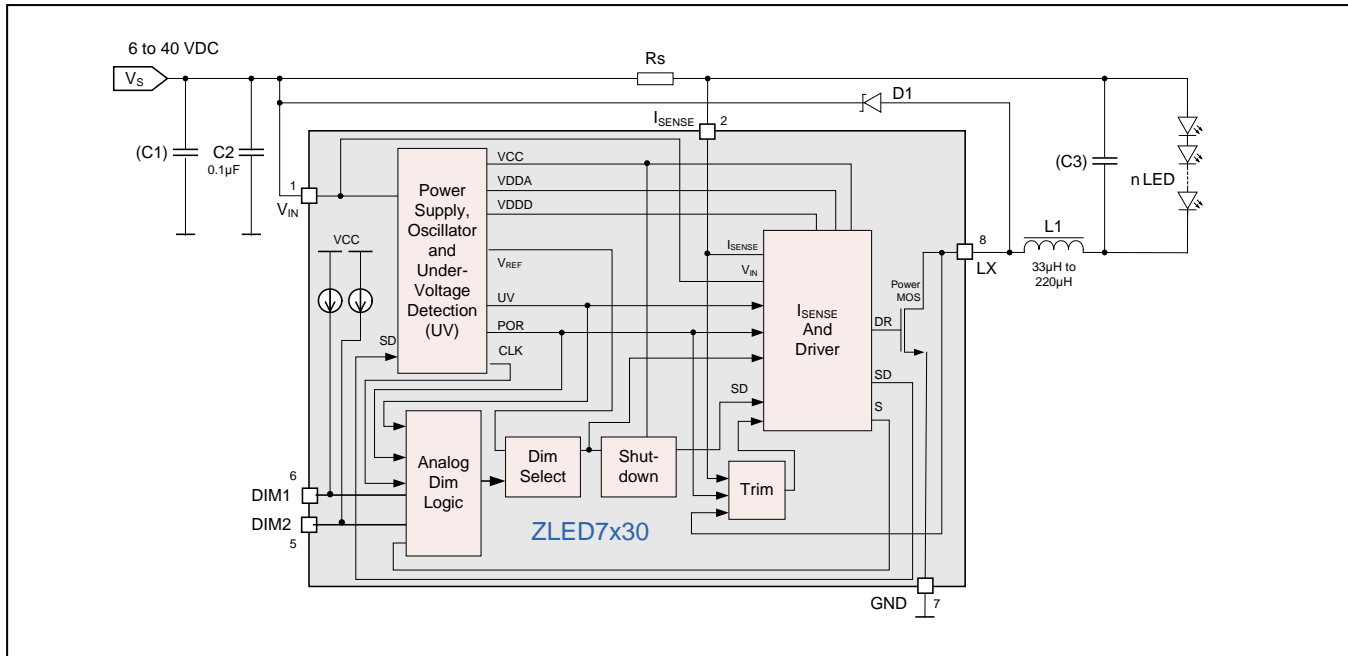 6 to 40 VDC
VS
Rs
D1
ISENSE
2
(C1)
C2
0.1µF
(C3)
n LED
1
VIN
VCC
Power
Supply,
Oscillator
and
Under-
Voltage
Detection
(UV)
VCC
VDDA
VDDD
VREF
UV
POR
CLK
SD
ISENSE
VIN
ISENSE
And
Driver
SD
DR
SD
S
Power
MOS
8
LX
L1
33µH to
220µH
Analog
Dim
Logic
Dim
Select
Shut-
down
Trim
6
DIM1
DIM2
5
ZLED7x30
GND
7